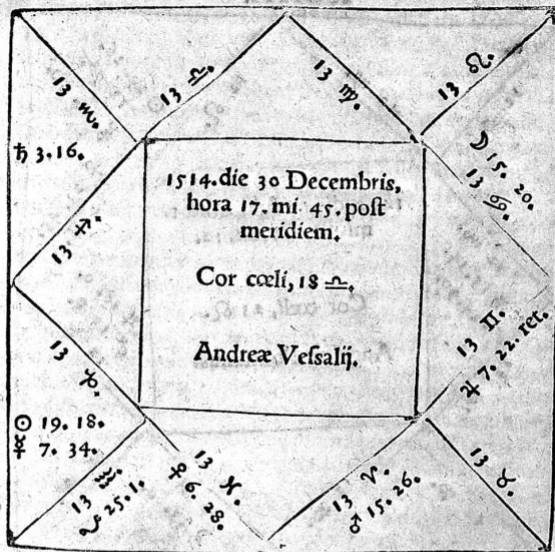 13 ♎.
13 ♍.
13 ♌.
13 ♏.
♄ 3.16.
☽ 15. 20.
13 ♋.
1514. die 30 Decembris,
hora 17. mi 45. poſt
meridiem.
Cor cœli, 18 ♎.
Andreæ Veſsalij.
13 ♐.
13 ♊.
♃ 7. 22. ret.
13 ♑.
☉ 19. 18.
☿ 7. 34.
13 ♒.
25. 1.
13 ♓.
♀ 6. 28.
13 ♈.
♂ 15. 26.
13 ♉.